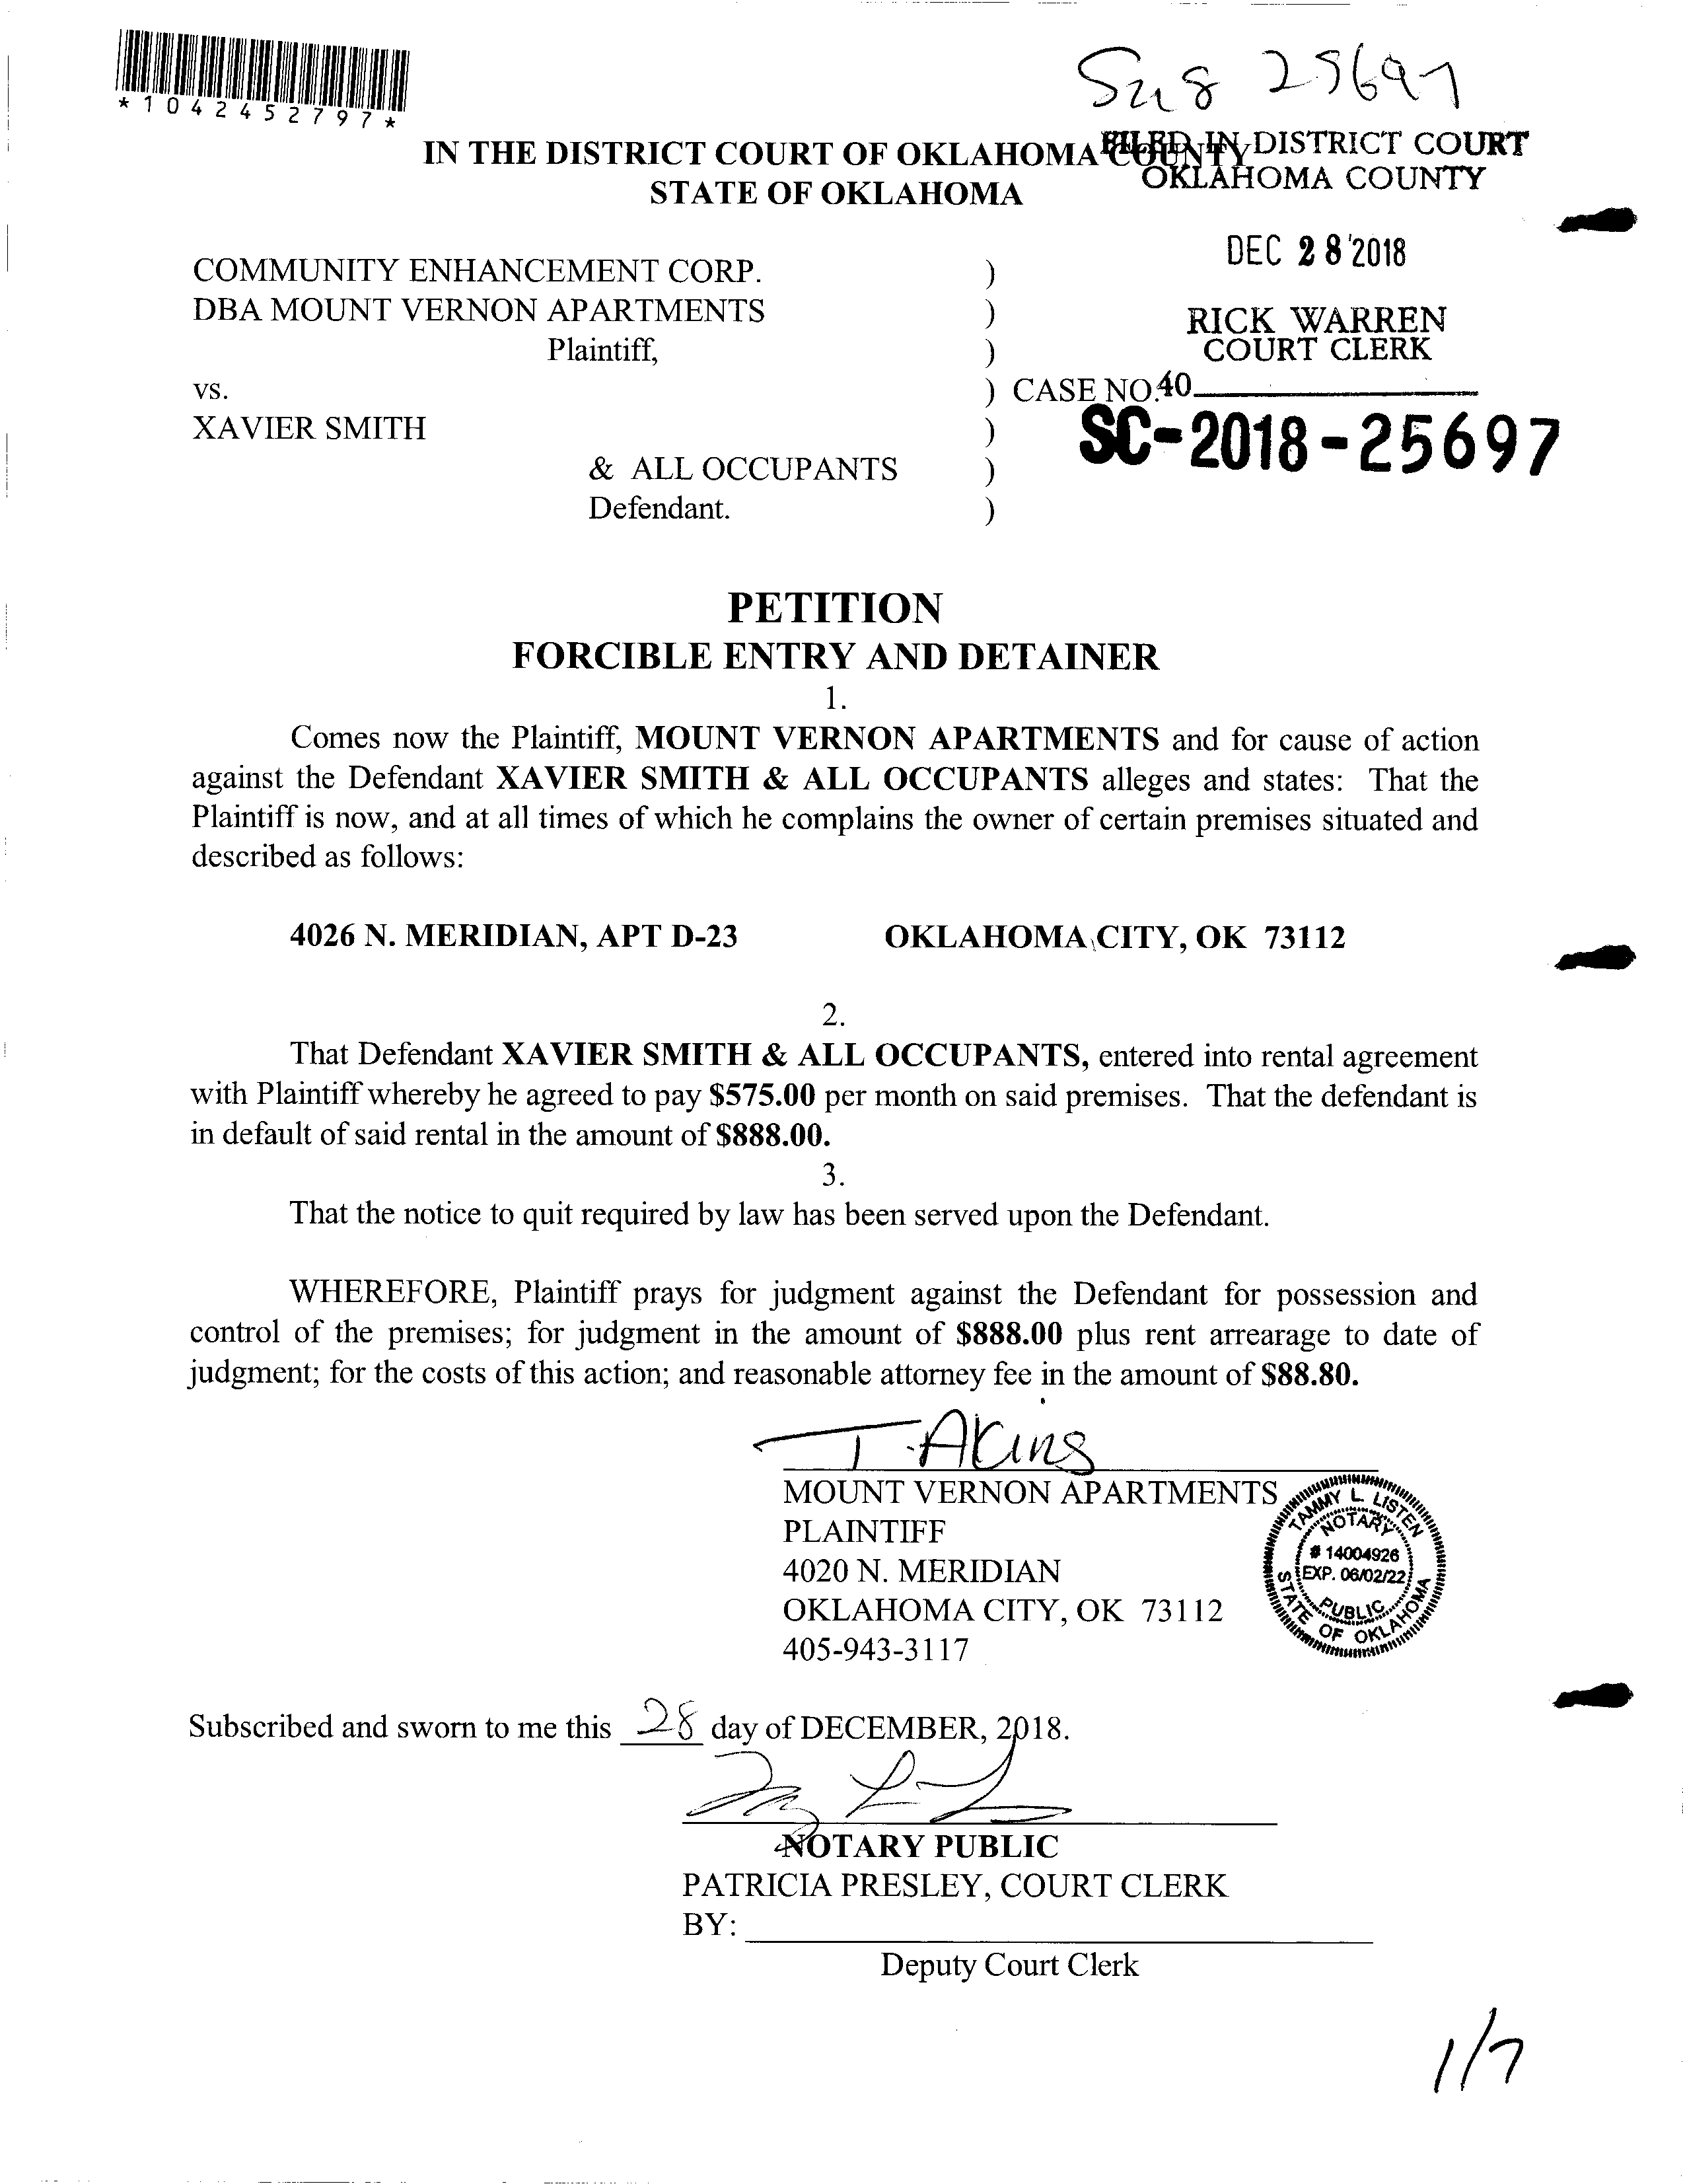 *1042452797*
IN THE DISTRICT COURT OF OKLAHOMA COUNTY
STATE OF OKLAHOMA
FILED IN DISTRICT COURT
OKLAHOMA COUNTY
DEC 28 2018
RICK WARREN
COURT CLERK
40
COMMUNITY ENHANCEMENT CORP. )
DBA MOUNT VERNON APARTMENTS )
Plaintiff, )
vs. ) CASE NO.
XAVIER SMITH )
SC-2018-25697
& ALL OCCUPANTS )
Defendant. )
PETITION
FORCIBLE ENTRY AND DETAINER
1.
Comes now the Plaintiff, MOUNT VERNON APARTMENTS and for cause of action
against the Defendant XAVIER SMITH & ALL OCCUPANTS alleges and states: That the
Plaintiff is now, and at all times of which he complains the owner of certain premises situated and
described as follows:
4026 N. MERIDIAN, APT D-23 OKLAHOMA CITY, OK 73112
2.
That Defendant XAVIER SMITH & ALL OCCUPANTS, entered into rental agreement
with Plaintiff whereby he agreed to pay $575.00 per month on said premises. That the defendant is
in default of said rental in the amount of $888.00.
3.
That the notice to quit required by law has been served upon the Defendant.
WHEREFORE, Plaintiff prays for judgment against the Defendant for possession and
control of the premises; for judgment in the amount of $888.00 plus rent arrearage to date of
judgment; for the costs of this action; and reasonable attorney fee in the amount of $88.80.
T. Akins
MOUNT VERNON APARTMENTS
PLAINTIFF
4020 N. MERIDIAN
OKLAHOMA CITY, OK 73112
405-943-3117
TAMMY L. LISTEN
NOTARY
# 14004926
EXP. 06/02/22
PUBLIC
STATE OF OKLAHOMA
Subscribed and sworn to me this 28 day of DECEMBER, 2018.
NOTARY PUBLIC
PATRICIA PRESLEY, COURT CLERK
BY:
Deputy Court Clerk
1/7